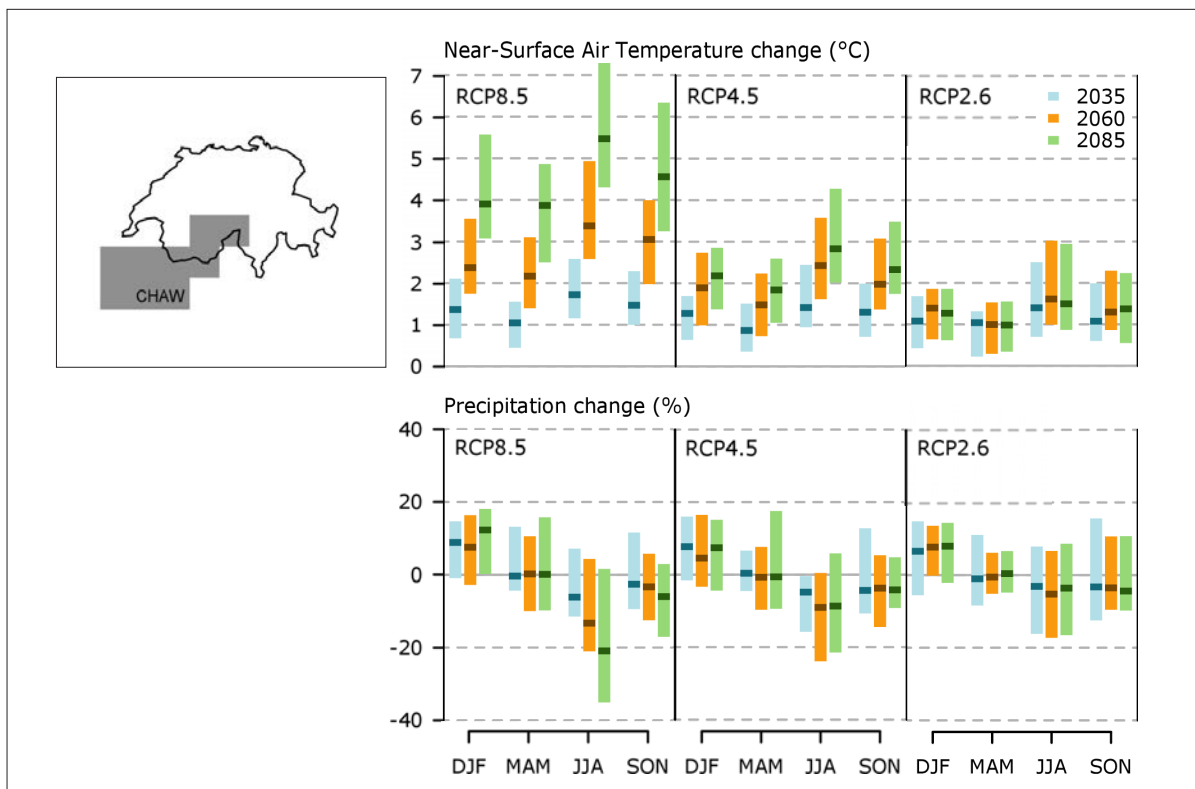 Near-Surface Air Temperature change (°C)
7
6
5
4
3
2
1
0
RCP8.5
RCP4.5
RCP2.6
2035
2060
2085
CHAW
Precipitation change (%)
40
20
0
-20
-40
RCP8.5
RCP4.5
RCP2.6
DJF MAM JJA SON DJF MAM JJA SON DJF MAM JJA SON